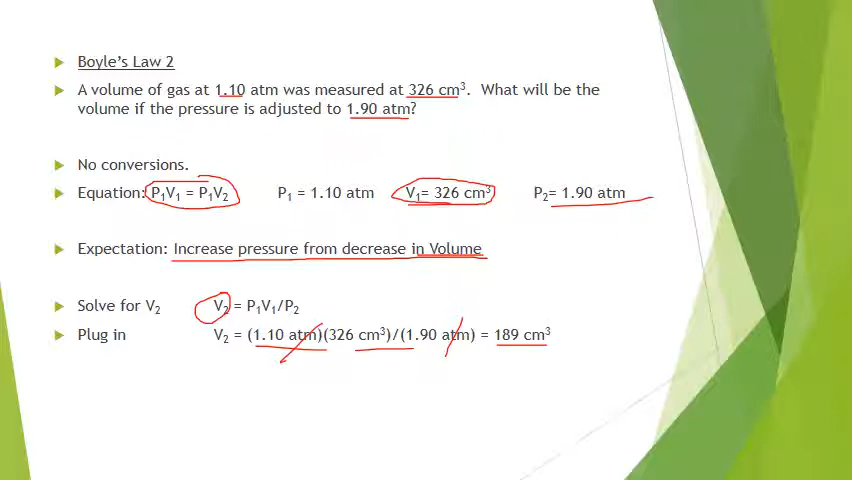 Boyle's Law 2
A volume of gas at 1.10 atm was measured at 326 cm³. What will be the
volume if the pressure is adjusted to 1.90 atm?
No conversions.
Equation: P₁V₁ = P₁V₂ P₁ = 1.10 atm V₁= 326 cm³ P₂= 1.90 atm
Expectation: Increase pressure from decrease in Volume
Solve for V₂ V₂ = P₁V₁/P₂
Plug in V₂ = (1.10 atm)(326 cm³)/(1.90 atm) = 189 cm³